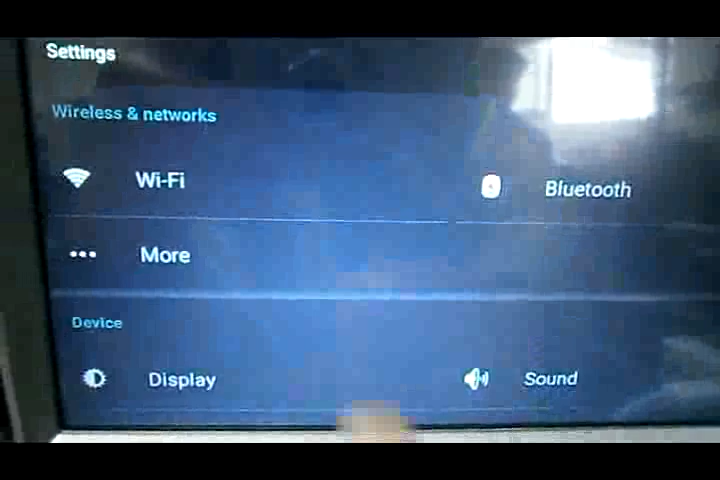 Settings
Wireless & networks
Wi-Fi
Bluetooth
More
Device
Display
Sound